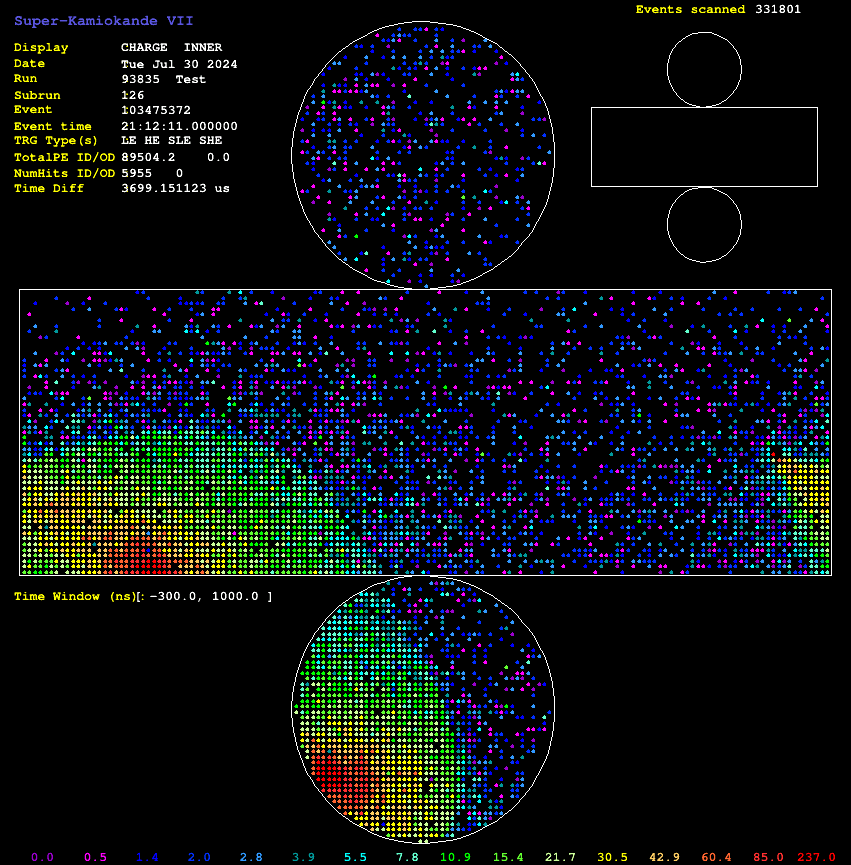 Super-Kamiokande VII
Events scanned 331801
Display CHARGE INNER
Date Tue Jul 30 2024
Run 93835 Test
Subrun 126
Event 103475372
Event time 21:12:11.000000
TRG Type(s) LE HE SLE SHE
TotalPE ID/OD 89504.2 0.0
NumHits ID/OD 5955 0
Time Diff 3699.151123 us
Time Window (ns)[: −300.0, 1000.0 ]
0.0 0.5 1.4 2.0 2.8 3.9 5.5 7.8 10.9 15.4 21.7 30.5 42.9 60.4 85.0 237.0